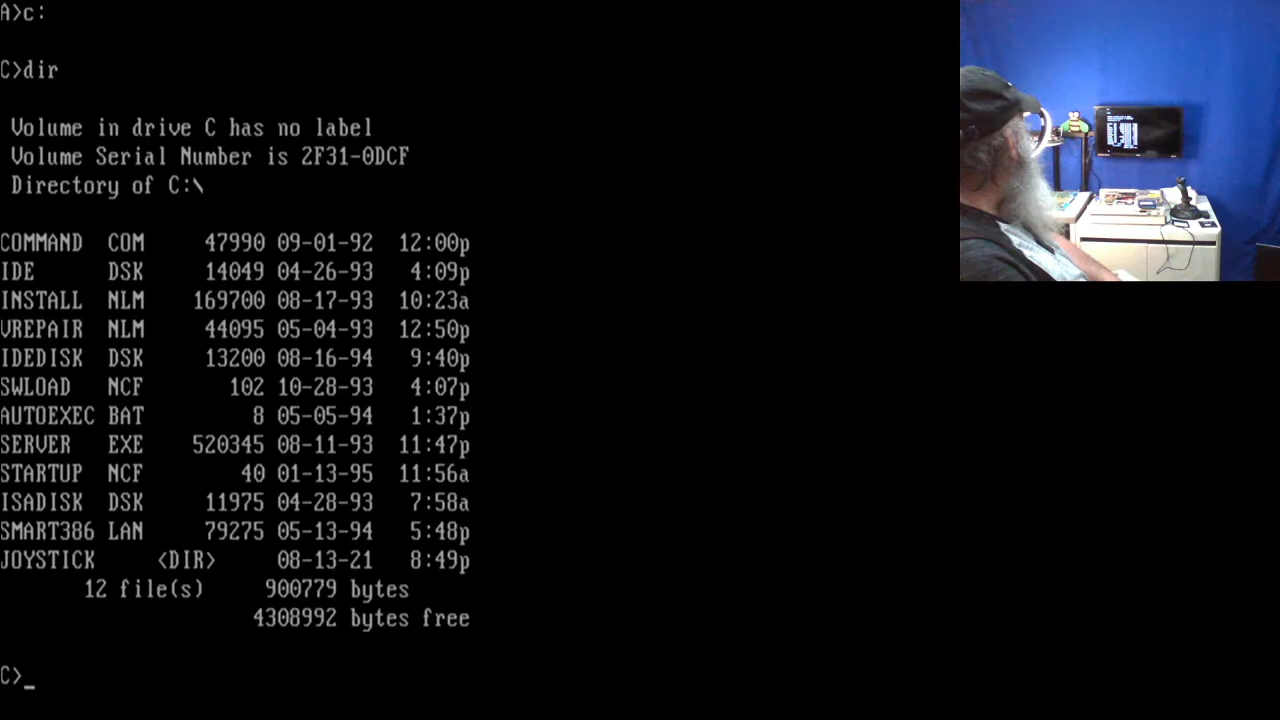 A>c:
C>dir
Volume in drive C has no label
Volume Serial Number is 2F31-0DCF
Directory of C:\
COMMAND COM 47990 09-01-92 12:00p
IDE DSK 14049 04-26-93 4:09p
INSTALL NLM 169700 08-17-93 10:23a
VREPAIR NLM 44095 05-04-93 12:50p
IDEDISK DSK 13200 08-16-94 9:40p
SWLOAD NCF 102 10-28-93 4:07p
AUTOEXEC BAT 8 05-05-94 1:37p
SERVER EXE 520345 08-11-93 11:47p
STARTUP NCF 40 01-13-95 11:56a
ISADISK DSK 11975 04-28-93 7:58a
SMART386 LAN 79275 05-13-94 5:48p
JOYSTICK <DIR> 08-13-21 8:49p
12 file(s) 900779 bytes
4308992 bytes free
C>_